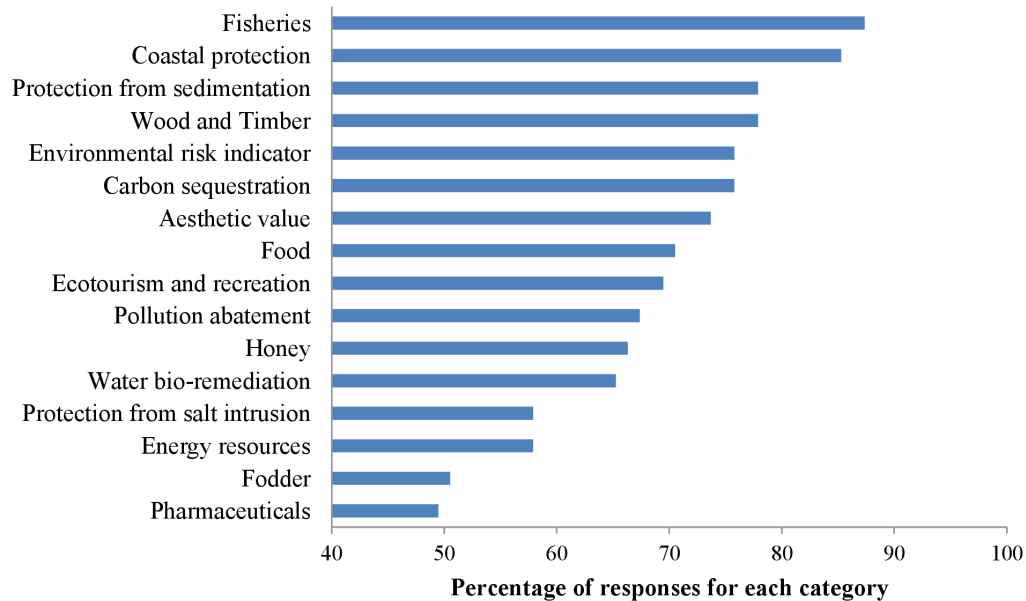 Fisheries
Coastal protection
Protection from sedimentation
Wood and Timber
Environmental risk indicator
Carbon sequestration
Aesthetic value
Food
Ecotourism and recreation
Pollution abatement
Honey
Water bio-remediation
Protection from salt intrusion
Energy resources
Fodder
Pharmaceuticals
40 50 60 70 80 90 100
Percentage of responses for each category